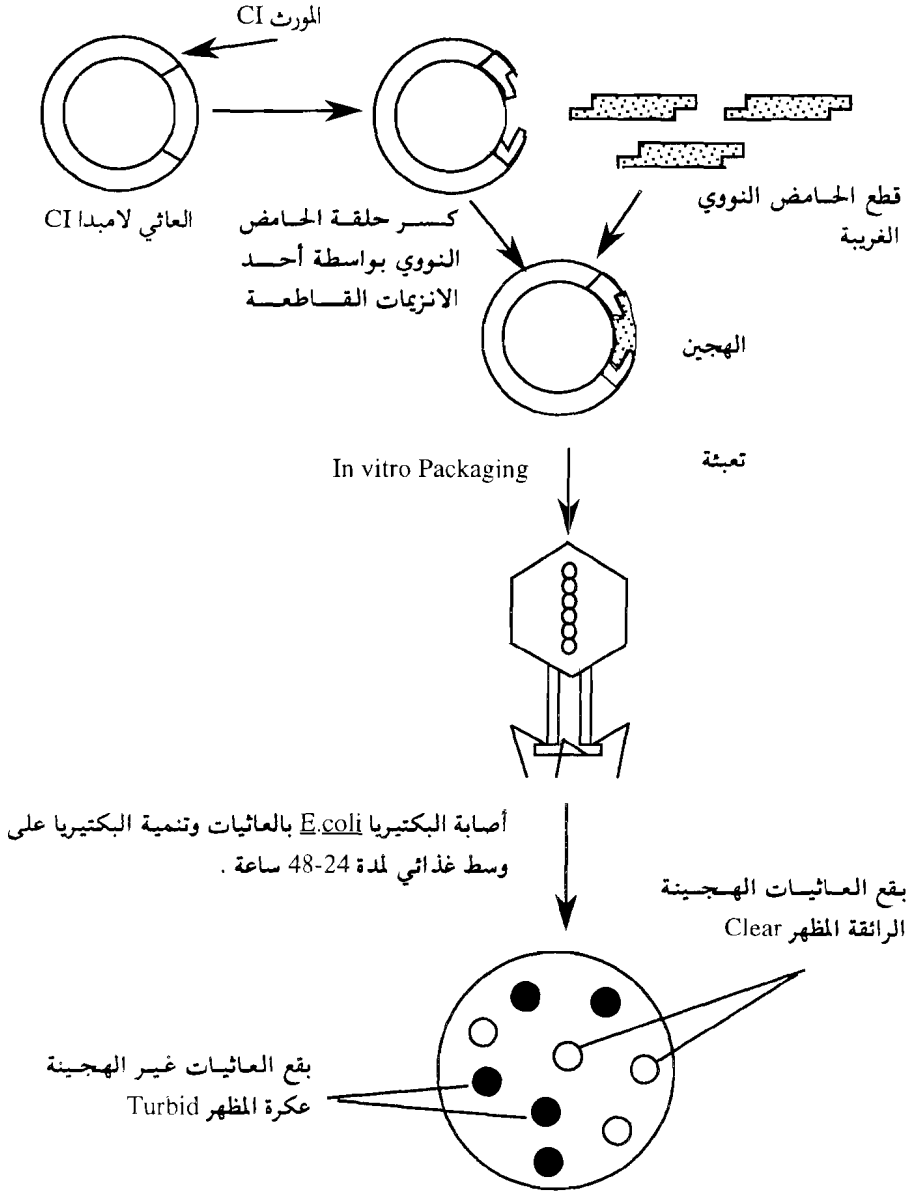 المورث CI
العاثي لامبدا CI
كسر حلقة الحامض
النووي بواسطة أحد
الانزيمات القاطعة
قطع الحامض النووي
الغريبة
الهجين
تعبئة
In vitro Packaging
أصابة البكتيريا E.coli بالعاثيات وتنمية البكتيريا على
وسط غذائي لمدة 24-48 ساعة .
بقع العاثيات الهجينة
الرائقة المظهر Clear
بقع العاثيات غير الهجينة
عكرة المظهر Turbid